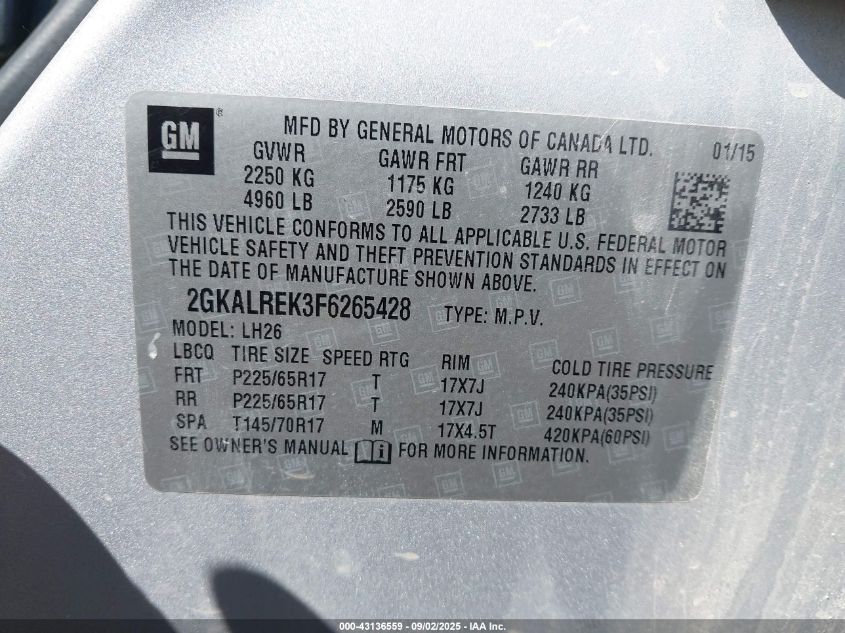 GM ®
MFD BY GENERAL MOTORS OF CANADA LTD. 01/15
GVWR GAWR FRT GAWR RR
2250 KG 1175 KG 1240 KG
4960 LB 2590 LB 2733 LB
THIS VEHICLE CONFORMS TO ALL APPLICABLE U.S. FEDERAL MOTOR
VEHICLE SAFETY AND THEFT PREVENTION STANDARDS IN EFFECT ON
THE DATE OF MANUFACTURE SHOWN ABOVE.
2GKALREK3F6265428 TYPE: M.P.V.
MODEL: LH26
LBCQ TIRE SIZE SPEED RTG RIM COLD TIRE PRESSURE
FRT P225/65R17 T 17X7J 240KPA(35PSI)
RR P225/65R17 T 17X7J 240KPA(35PSI)
SPA T145/70R17 M 17X4.5T 420KPA(60PSI)
SEE OWNER'S MANUAL i FOR MORE INFORMATION.
000-43136559 - 09/02/2025 - IAA Inc.